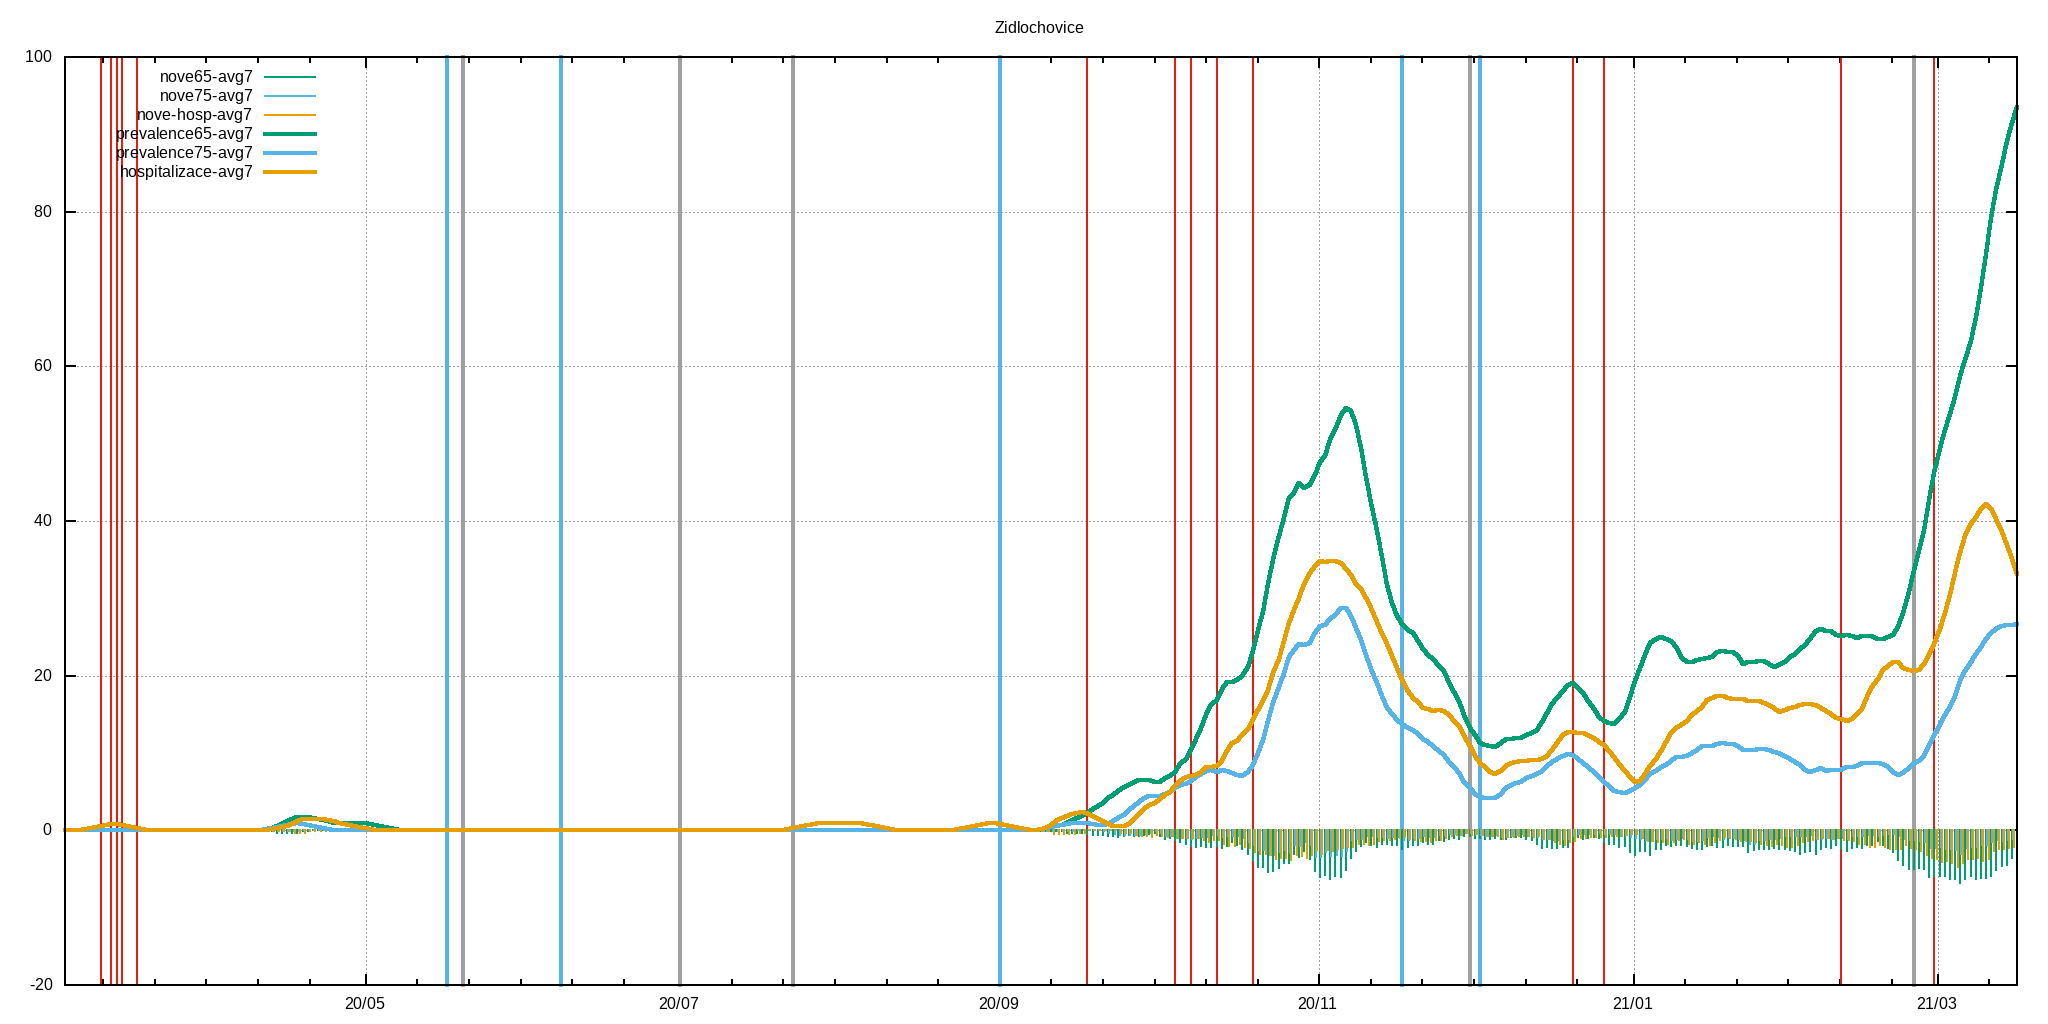 Zidlochovice
100
80
60
40
20
0
-20
nove65-avg7
nove75-avg7
nove-hosp-avg7
prevalence65-avg7
prevalence75-avg7
hospitalizace-avg7
20/05
20/07
20/09
20/11
21/01
21/03